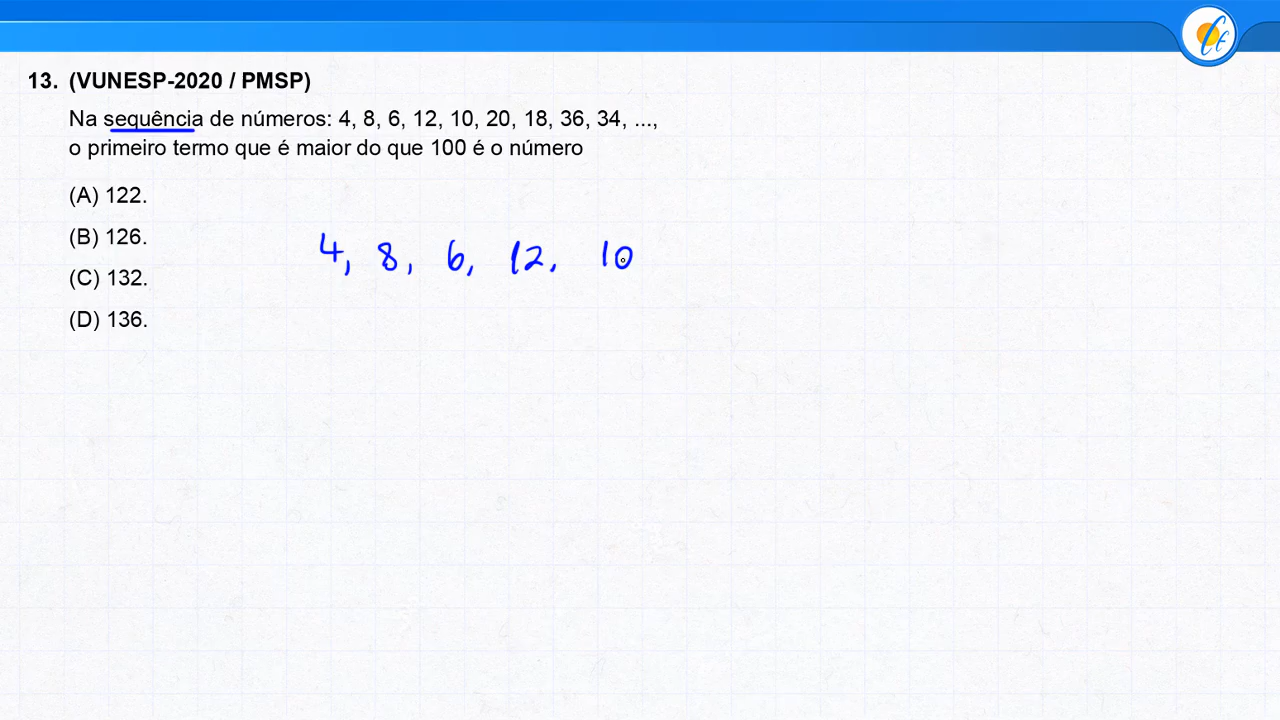 13. (VUNESP-2020 / PMSP)
Na sequência de números: 4, 8, 6, 12, 10, 20, 18, 36, 34, ...,
o primeiro termo que é maior do que 100 é o número
(A) 122.
(B) 126.
(C) 132.
(D) 136.
4, 8, 6, 12, 10